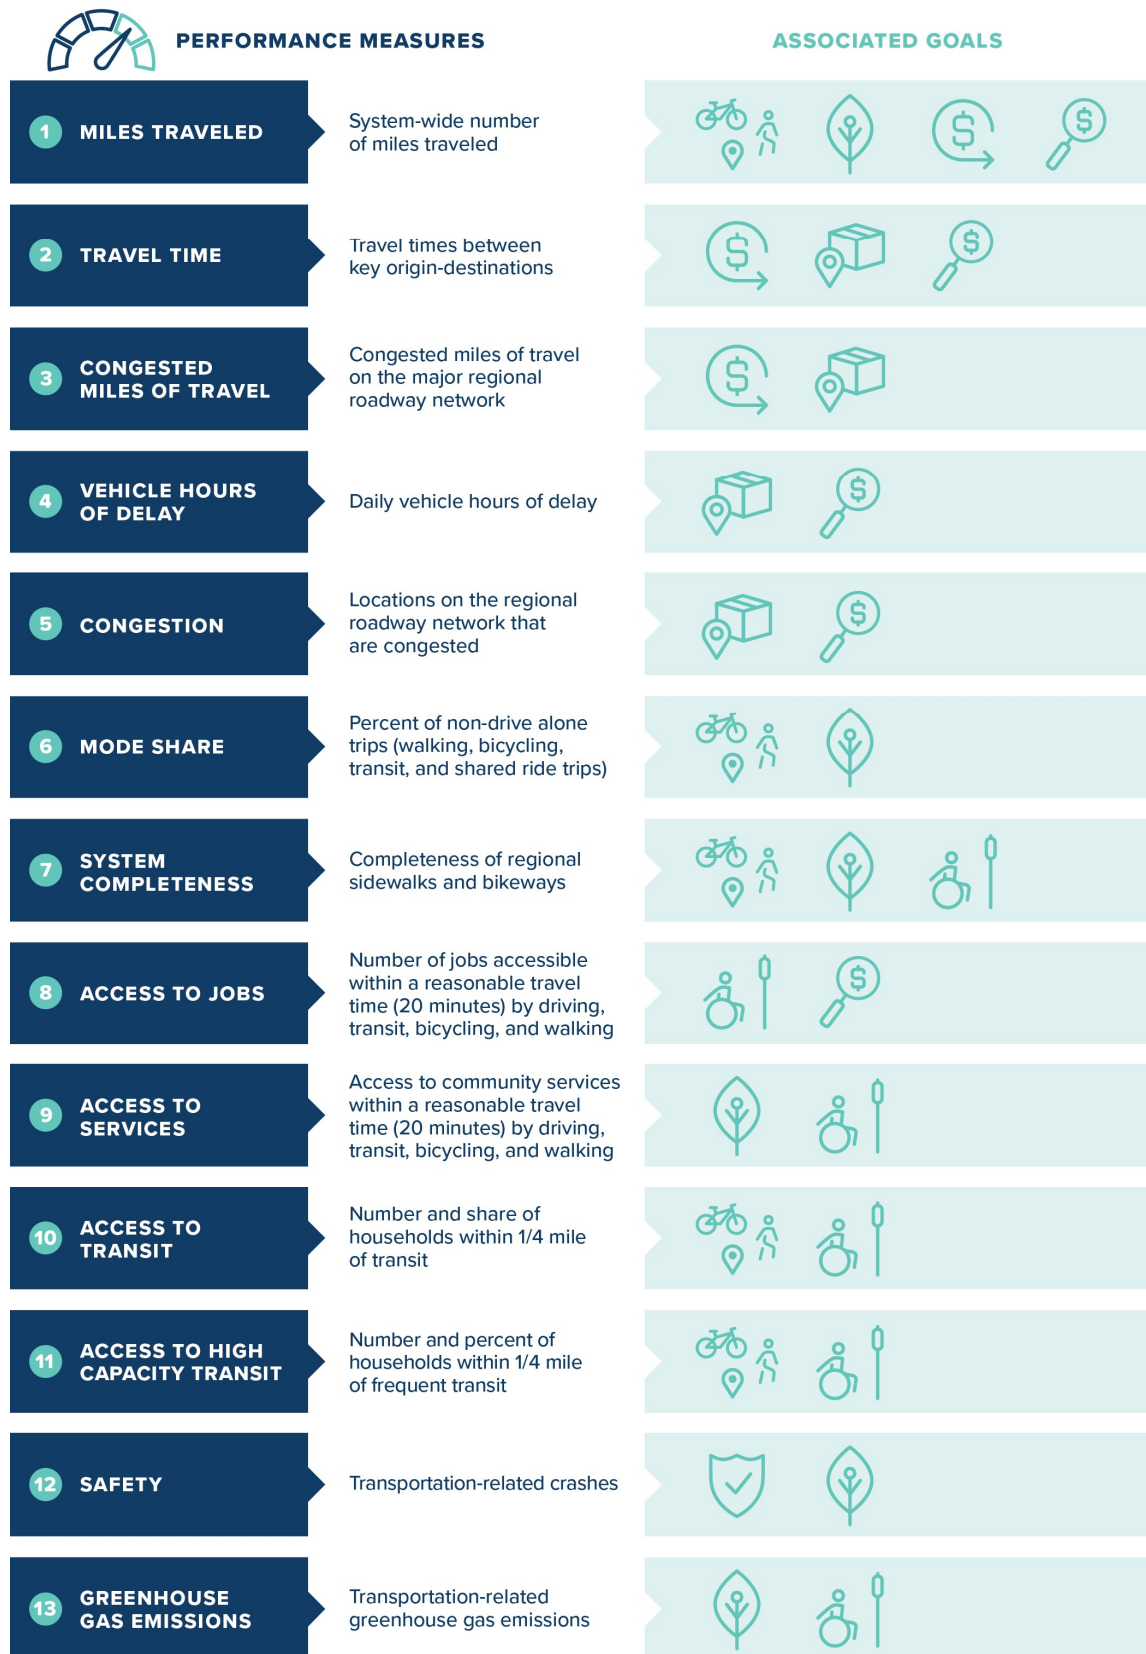 PERFORMANCE MEASURES
ASSOCIATED GOALS
1 MILES TRAVELED
System-wide number
of miles traveled
$ $
2 TRAVEL TIME
Travel times between
key origin-destinations
$ $
3 CONGESTED
MILES OF TRAVEL
Congested miles of travel
on the major regional
roadway network
$
4 VEHICLE HOURS
OF DELAY
Daily vehicle hours of delay
$
5 CONGESTION
Locations on the regional
roadway network that
are congested
$
6 MODE SHARE
Percent of non-drive alone
trips (walking, bicycling,
transit, and shared ride trips)
7 SYSTEM
COMPLETENESS
Completeness of regional
sidewalks and bikeways
8 ACCESS TO JOBS
Number of jobs accessible
within a reasonable travel
time (20 minutes) by driving,
transit, bicycling, and walking
$
9 ACCESS TO
SERVICES
Access to community services
within a reasonable travel
time (20 minutes) by driving,
transit, bicycling, and walking
10 ACCESS TO
TRANSIT
Number and share of
households within 1/4 mile
of transit
11 ACCESS TO HIGH
CAPACITY TRANSIT
Number and percent of
households within 1/4 mile
of frequent transit
12 SAFETY
Transportation-related crashes
13 GREENHOUSE
GAS EMISSIONS
Transportation-related
greenhouse gas emissions